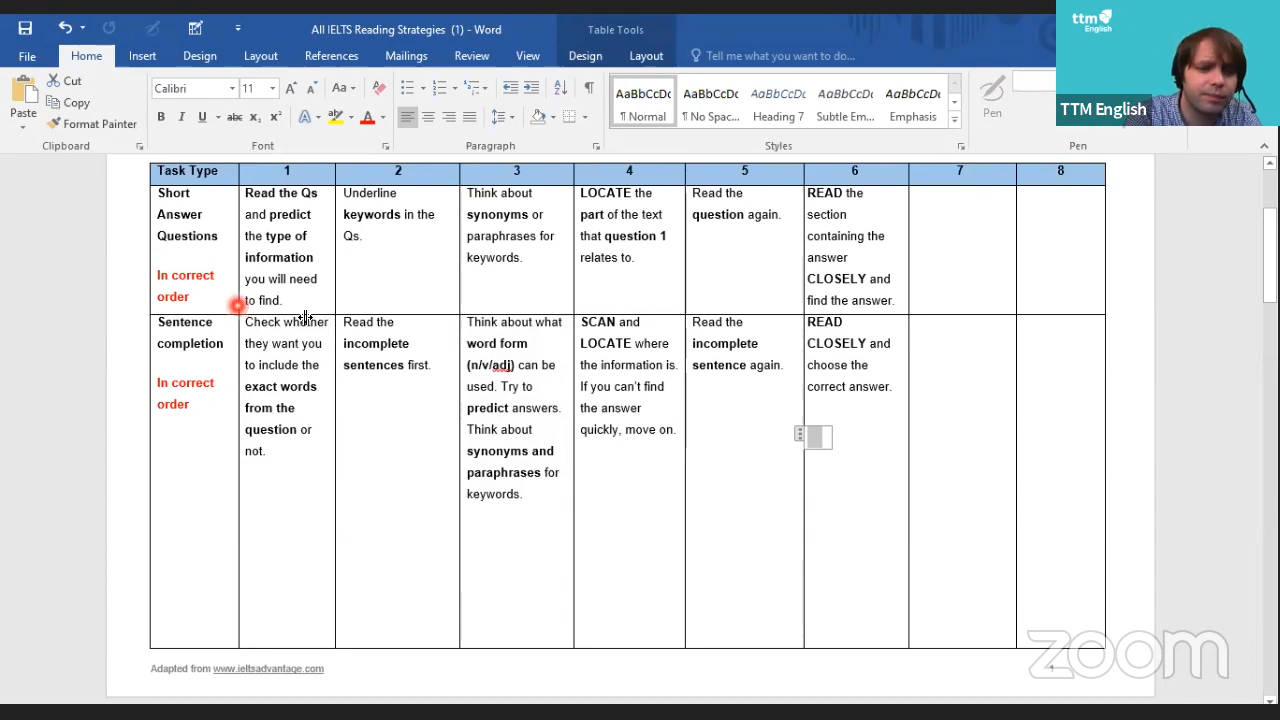 All IELTS Reading Strategies (1) - Word
Table Tools
ttm
English
File
Home
Insert
Design
Layout
References
Mailings
Review
View
Design
Layout
Tell me what you want to do...
TTM English
Cut
Copy
Format Painter
Paste
Calibri
11
Aa
AaBbCcDc
AaBbCcDc
AaBbCcDc
AaBbCcDc
AaBbCcDc
¶ Normal
¶ No Spac...
Heading 7
Subtle Em...
Emphasis
Pen
Clipboard
Font
Paragraph
Styles
Pen
Task Type
1
2
3
4
5
6
7
8
Short
Answer
Questions
In correct
order
Read the Qs
and predict
the type of
information
you will need
to find.
Underline
keywords in the
Qs.
Think about
synonyms or
paraphrases for
keywords.
LOCATE the
part of the text
that question 1
relates to.
Read the
question again.
READ the
section
containing the
answer
CLOSELY and
find the answer.
Sentence
completion
In correct
order
Check whether
they want you
to include the
exact words
from the
question or
not.
Read the
incomplete
sentences first.
Think about what
word form
(n/v/adj) can be
used. Try to
predict answers.
Think about
synonyms and
paraphrases for
keywords.
SCAN and
LOCATE where
the information is.
If you can't find
the answer
quickly, move on.
Read the
incomplete
sentence again.
READ
CLOSELY and
choose the
correct answer.
Adapted from www.ieltsadvantage.com
zoom